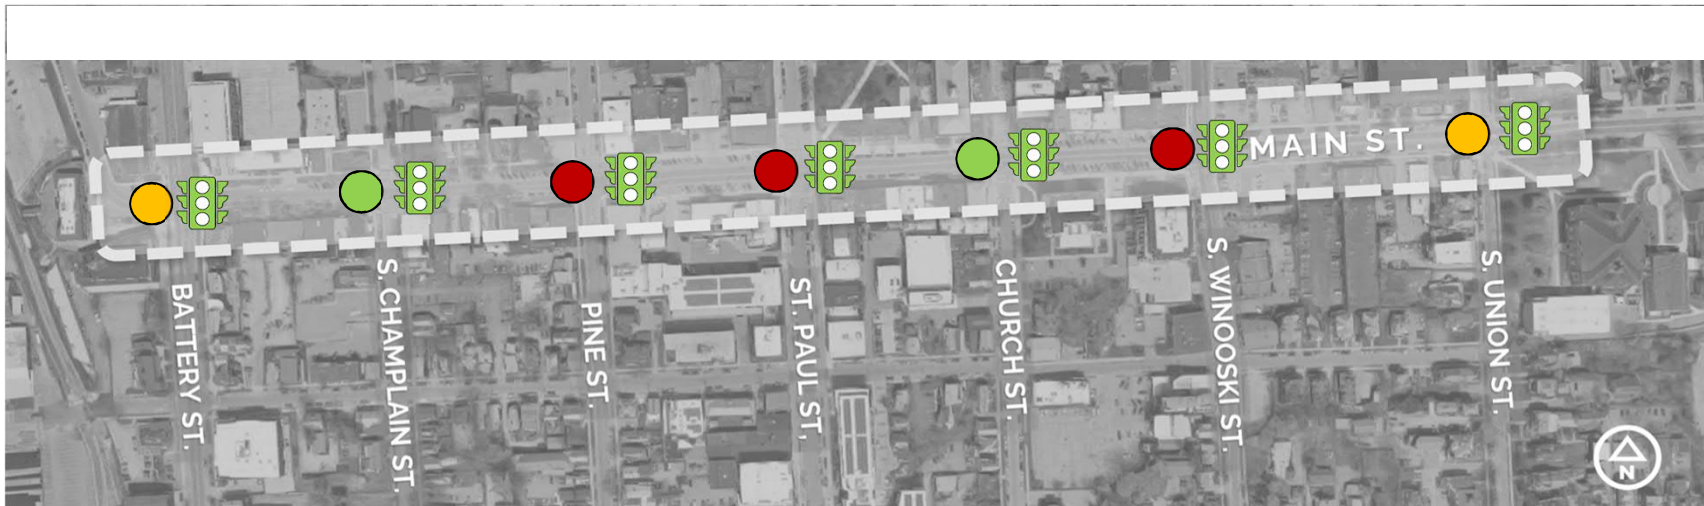 MAIN ST.
BATTERY ST.
S. CHAMPLAIN ST.
PINE ST.
ST. PAUL ST,
CHURCH ST.
S. WINOOSKI ST.
S. UNION ST.
N